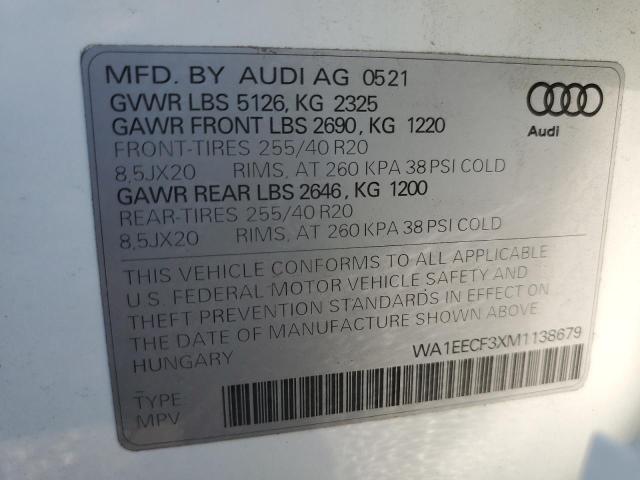 MFD. BY AUDI AG 0521
GVWR LBS 5126, KG 2325
GAWR FRONT LBS 2690, KG 1220
FRONT-TIRES 255/40 R20
8,5JX20 RIMS, AT 260 KPA 38 PSI COLD
GAWR REAR LBS 2646, KG 1200
REAR-TIRES 255/40 R20
8,5JX20 RIMS, AT 260 KPA 38 PSI COLD
Audi
THIS VEHICLE CONFORMS TO ALL APPLICABLE
U.S. FEDERAL MOTOR VEHICLE SAFETY AND
THEFT PREVENTION STANDARDS IN EFFECT ON
THE DATE OF MANUFACTURE SHOWN ABOVE
HUNGARY
WA1EECF3XM1138679
TYPE
MPV